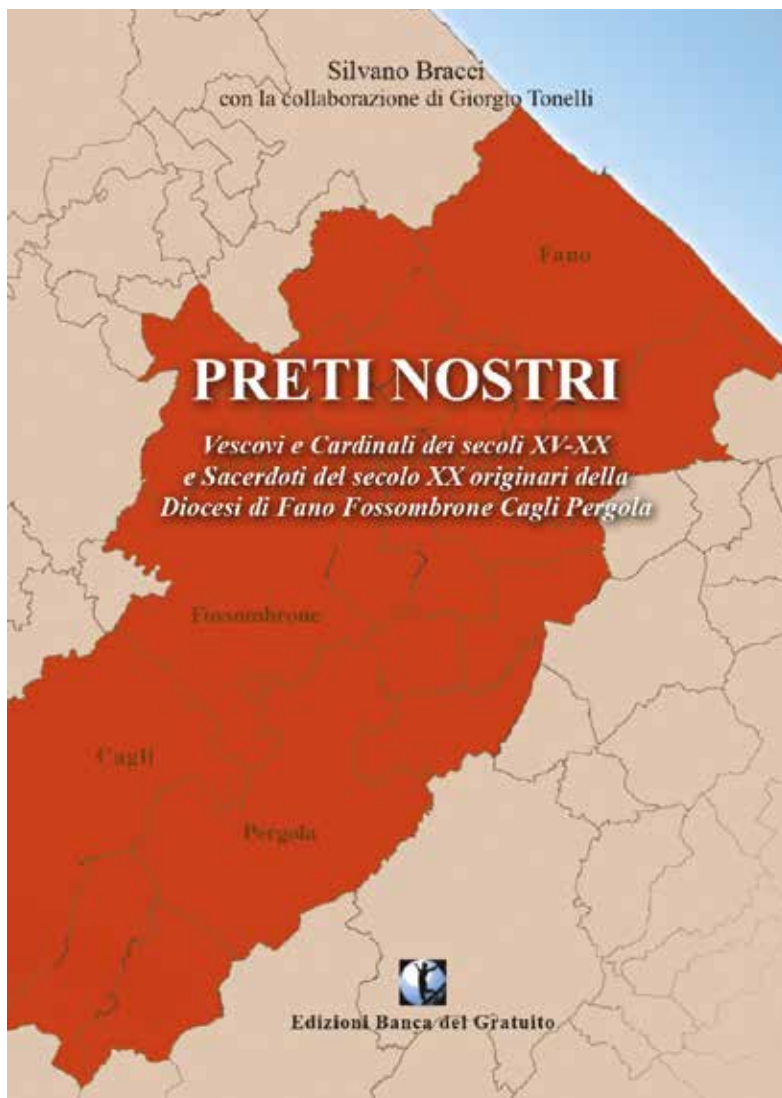 Silvano Bracci
con la collaborazione di Giorgio Tonelli
Fano
PRETI NOSTRI
Vescovi e Cardinali dei secoli XV-XX
e Sacerdoti del secolo XX originari della
Diocesi di Fano Fossombrone Cagli Pergola
Fossombrone
Cagli
Pergola
Edizioni Banca del Gratuito